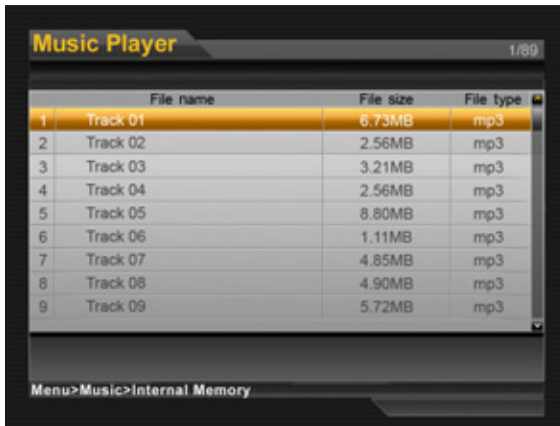 Music Player
1/89
File name File size File type
1 Track 01 6.73MB mp3
2 Track 02 2.56MB mp3
3 Track 03 3.21MB mp3
4 Track 04 2.56MB mp3
5 Track 05 8.80MB mp3
6 Track 06 1.11MB mp3
7 Track 07 4.85MB mp3
8 Track 08 4.90MB mp3
9 Track 09 5.72MB mp3
Menu>Music>Internal Memory